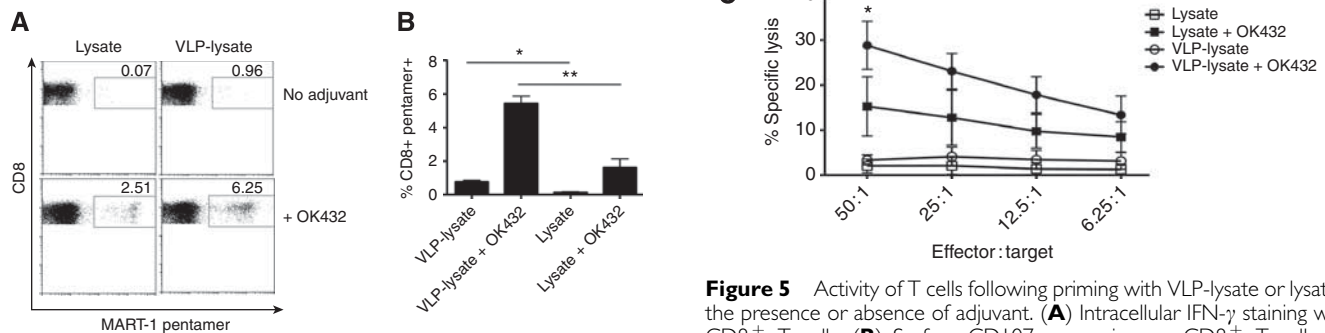 A
Lysate
VLP-lysate
0.07
0.96
No adjuvant
2.51
6.25
+ OK432
CD8
MART-1 pentamer
B
*
**
% CD8+ pentamer+
8
6
4
2
0
VLP-lysate
VLP-lysate + OK432
Lysate
Lysate + OK432
*
% Specific lysis
30
20
10
0
50:1
25:1
12.5:1
6.25:1
Effector:target
Lysate
Lysate + OK432
VLP-lysate
VLP-lysate + OK432
Figure 5 Activity of T cells following priming with VLP-lysate or
the presence or absence of adjuvant. (A) Intracellular IFN-γ staining